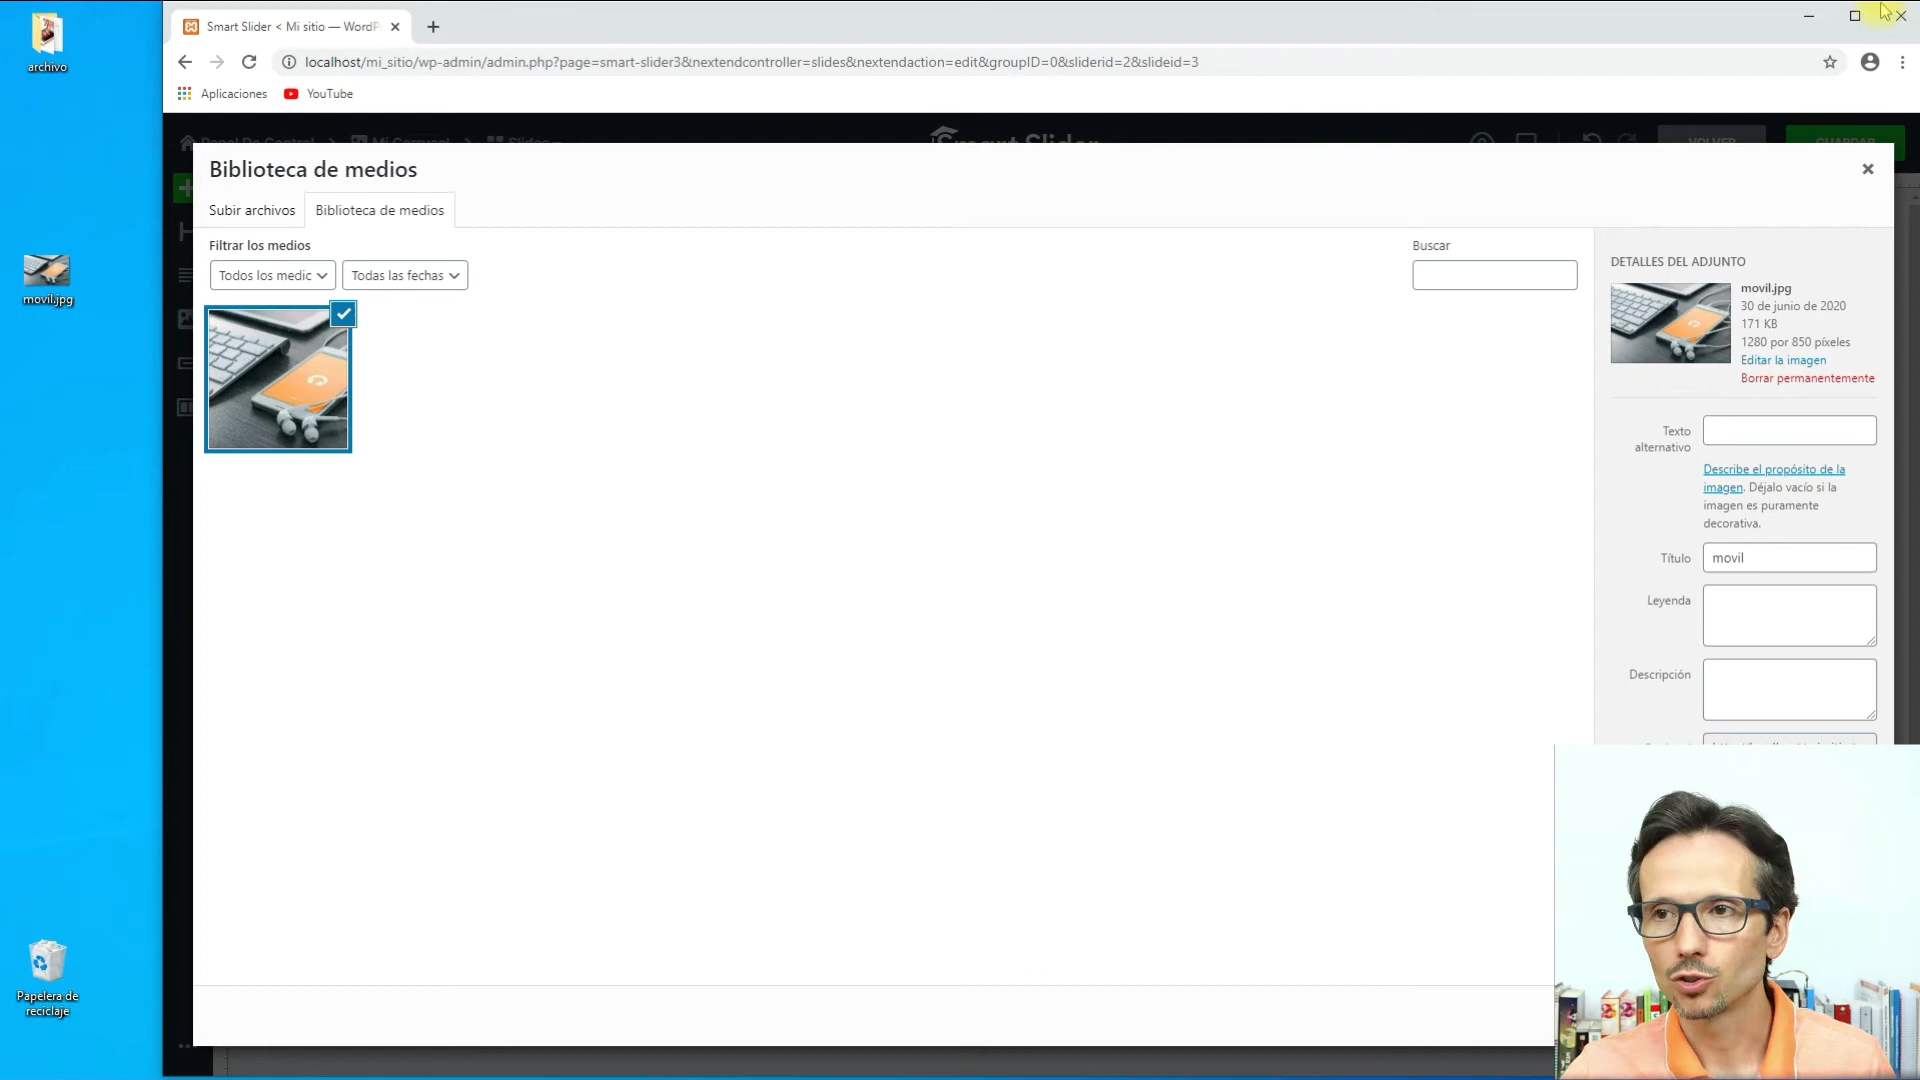 archivo
movil.jpg
Papelera de
reciclaje
Smart Slider < Mi sitio — WordP
localhost/mi_sitio/wp-admin/admin.php?page=smart-slider3&nextendcontroller=slides&nextendaction=edit&groupID=0&sliderid=2&slideid=3
Aplicaciones
YouTube
Biblioteca de medios
Subir archivos
Biblioteca de medios
Filtrar los medios
Todos los medic
Todas las fechas
Buscar
DETALLES DEL ADJUNTO
movil.jpg
30 de junio de 2020
171 KB
1280 por 850 píxeles
Editar la imagen
Borrar permanentemente
Texto
alternativo
Describe el propósito de la
imagen. Déjalo vacío si la
imagen es puramente
decorativa.
Título
movil
Leyenda
Descripción